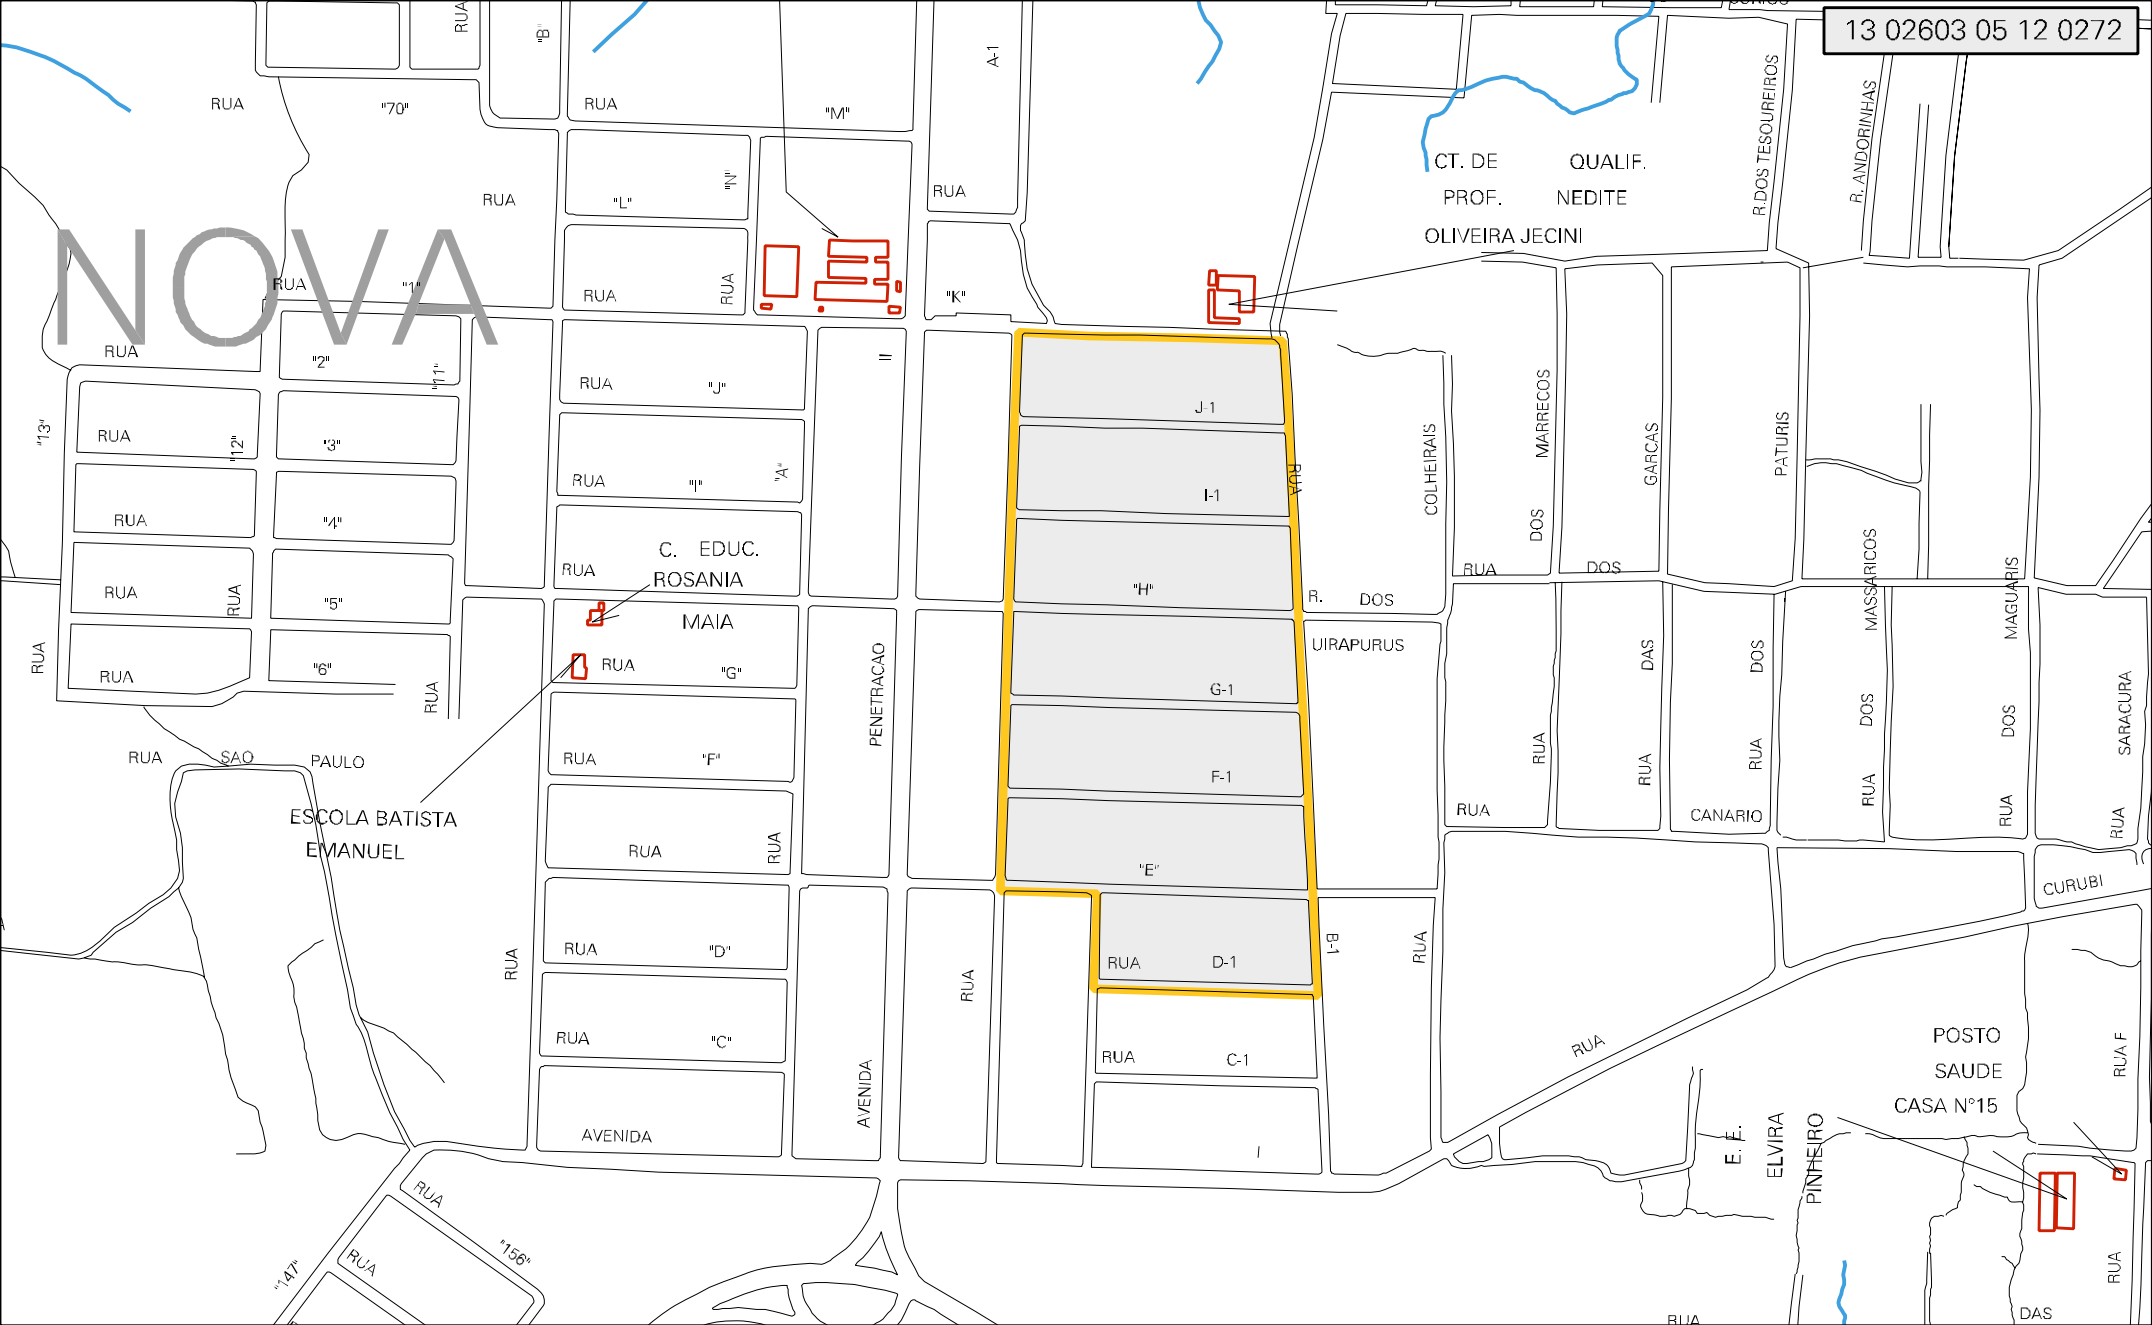 13 02603 05 12 0272
RUA
"B"
A-1
RUA "70"
RUA "M"
R.DOS TESOUREIROS
R. ANDORINHAS
CT. DE QUALIF.
PROF. NEDITE
OLIVEIRA JECINI
RUA
"L"
"N"
RUA
NOVA
RUA "1"
RUA
RUA
"K"
RUA
"2"
"11"
RUA "J"
II
J-1
"13"
RUA
"12"
"3"
RUA "I"
"A"
I-1
RUA
COLHEIRAIS
DOS MARRECOS
GARCAS
PATURIS
RUA
"4"
RUA
C. EDUC.
ROSANIA
MAIA
RUA
RUA
"5"
"H"
R. DOS
UIRAPURUS
RUA DOS
MASSARICOS
MAGUARIS
RUA
RUA
"6"
RUA
RUA "G"
PENETRACAO
G-1
RUA
RUA DAS
RUA DOS
RUA DOS
RUA DOS
RUA SARACURA
RUA SAO PAULO
RUA "F"
F-1
ESCOLA BATISTA
EMANUEL
RUA
RUA
"E"
RUA
CANARIO
CURUBI
RUA
RUA "D"
RUA
RUA D-1
B-1
RUA
RUA "C"
AVENIDA
RUA C-1
RUA
POSTO
SAUDE
CASA N°15
RUA F
AVENIDA
I
E. E.
ELVIRA
PINHEIRO
RUA
"156"
RUA
"147"
RUA
DAS
RUA